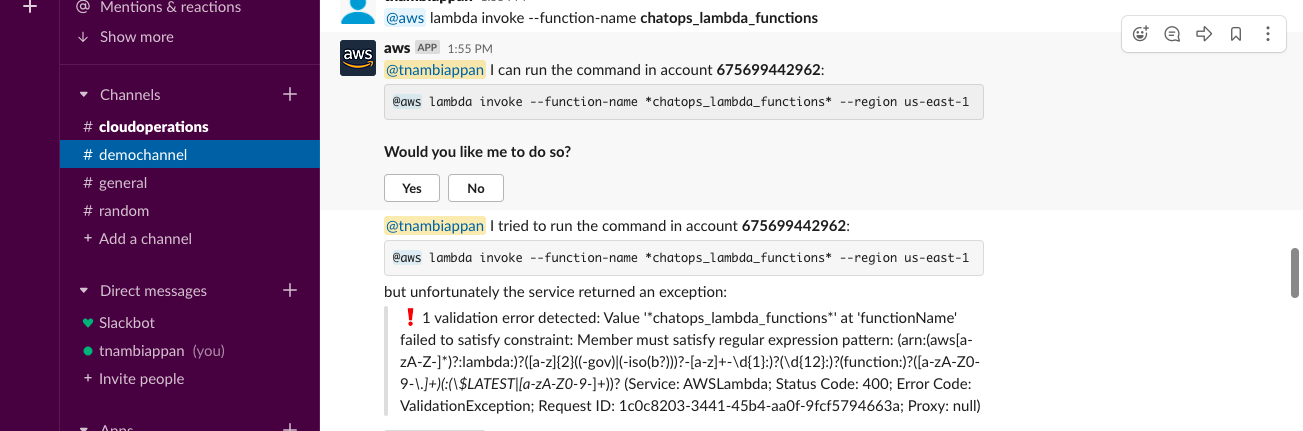 @ Mentions & reactions
↓ Show more
Channels +
# cloudoperations
# demochannel
# general
# random
+ Add a channel
Direct messages +
Slackbot
tnambiappan (you)
+ Invite people
Apps +
tnambiappan
@aws lambda invoke --function-name chatops_lambda_functions
aws
aws APP 1:55 PM
@tnambiappan I can run the command in account 675699442962:
@aws lambda invoke --function-name *chatops_lambda_functions* --region us-east-1
Would you like me to do so?
Yes No
@tnambiappan I tried to run the command in account 675699442962:
@aws lambda invoke --function-name *chatops_lambda_functions* --region us-east-1
but unfortunately the service returned an exception:
❗ 1 validation error detected: Value '*chatops_lambda_functions*' at 'functionName'
failed to satisfy constraint: Member must satisfy regular expression pattern: (arn:(aws[a-
zA-Z-]*)?:lambda:)?([a-z]{2}((-gov)|(-iso(b?)))?-[a-z]+-\d{1}:)?(\d{12}:)?(function:)?([a-zA-Z0-
9-\.]+)(:(\$LATEST|[a-zA-Z0-9-]+))? (Service: AWSLambda; Status Code: 400; Error Code:
ValidationException; Request ID: 1c0c8203-3441-45b4-aa0f-9fcf5794663a; Proxy: null)